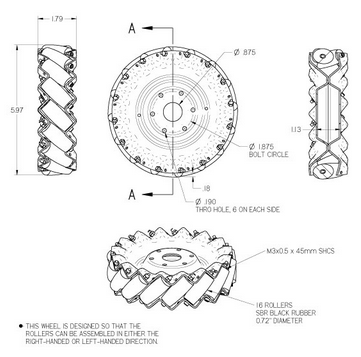 1.79
A
Ø .875
5.97
1.13
Ø 1.875
BOLT CIRCLE
.18
A
Ø .190
THRO HOLE, 6 ON EACH SIDE
M3x0.5 x 45mm SHCS
16 ROLLERS
SBR BLACK RUBBER
0.72" DIAMETER
THIS WHEEL IS DESIGNED SO THAT THE
ROLLERS CAN BE ASSEMBLED IN EITHER THE
RIGHT-HANDED OR LEFT-HANDED DIRECTION.